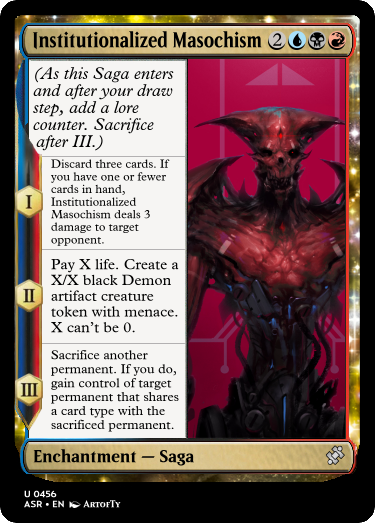 Institutionalized Masochism 2
(As this Saga enters
and after your draw
step, add a lore
counter. Sacrifice
after III.)
I
Discard three cards. If
you have one or fewer
cards in hand,
Institutionalized
Masochism deals 3
damage to target
opponent.
II
Pay X life. Create a
X/X black Demon
artifact creature
token with menace.
X can't be 0.
III
Sacrifice another
permanent. If you do,
gain control of target
permanent that shares
a card type with the
sacrificed permanent.
Enchantment — Saga
U 0456
ASR • EN ArtofTy